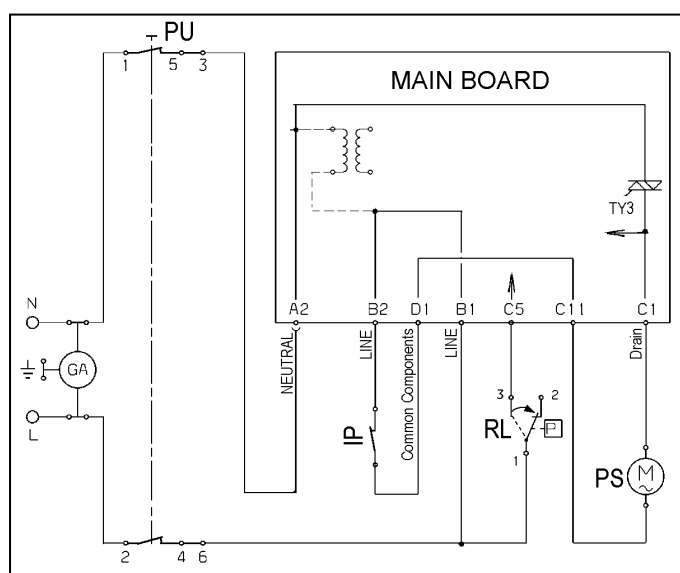 PU
1 5 3
MAIN BOARD
TY3
N
GA
L
A2 B2 D1 B1 C5 C11 C1
NEUTRAL
LINE
Common Components
LINE
Drain
3 2
IP
RL
P
1
PS
M
2 4 6